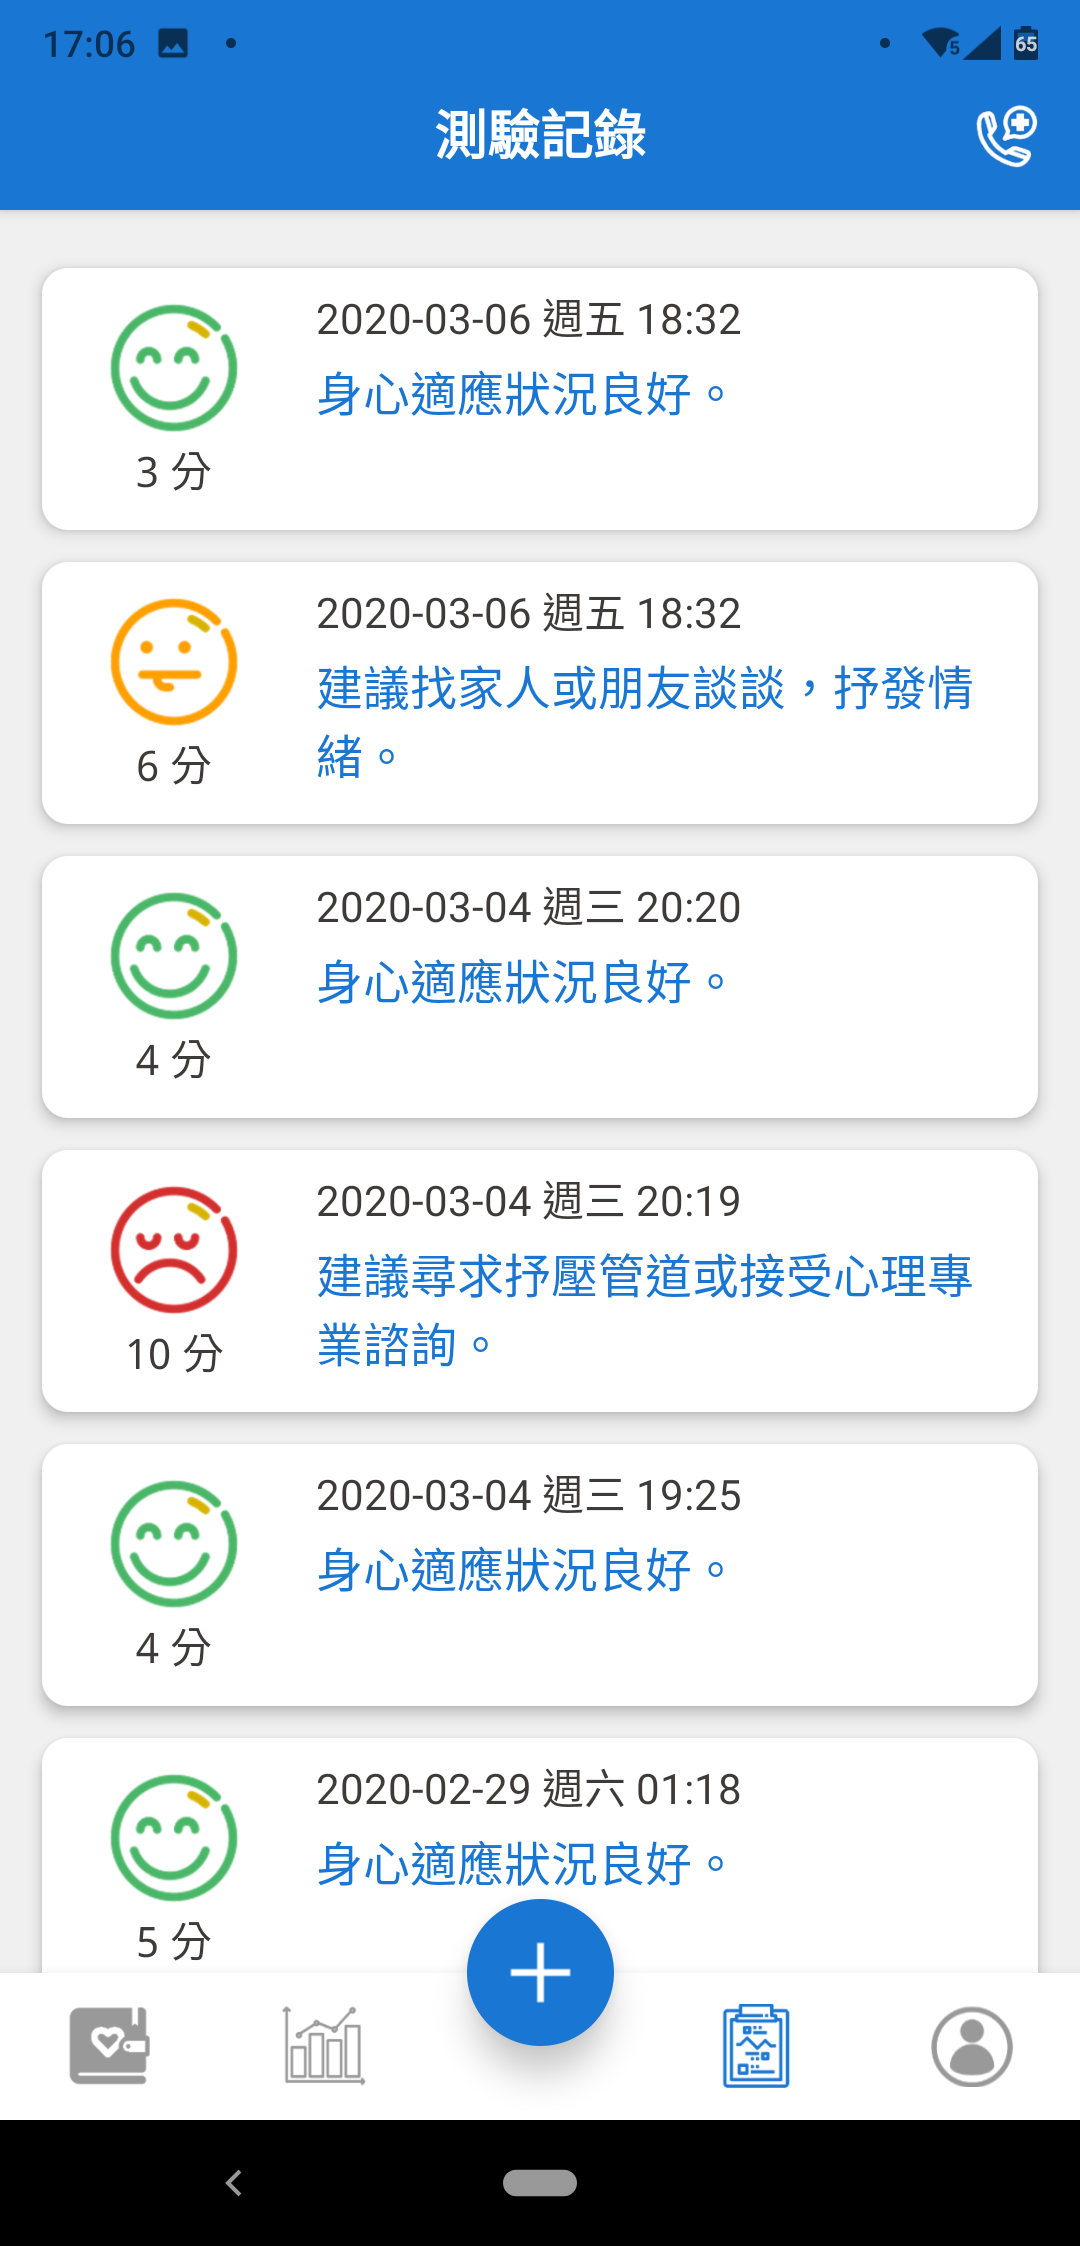 17:06
5
65
測驗記錄
2020-03-06 週五 18:32
身心適應狀況良好。
3 分
2020-03-06 週五 18:32
建議找家人或朋友談談，抒發情
緒。
6 分
2020-03-04 週三 20:20
身心適應狀況良好。
4 分
2020-03-04 週三 20:19
建議尋求抒壓管道或接受心理專
業諮詢。
10 分
2020-03-04 週三 19:25
身心適應狀況良好。
4 分
2020-02-29 週六 01:18
身心適應狀況良好。
5 分